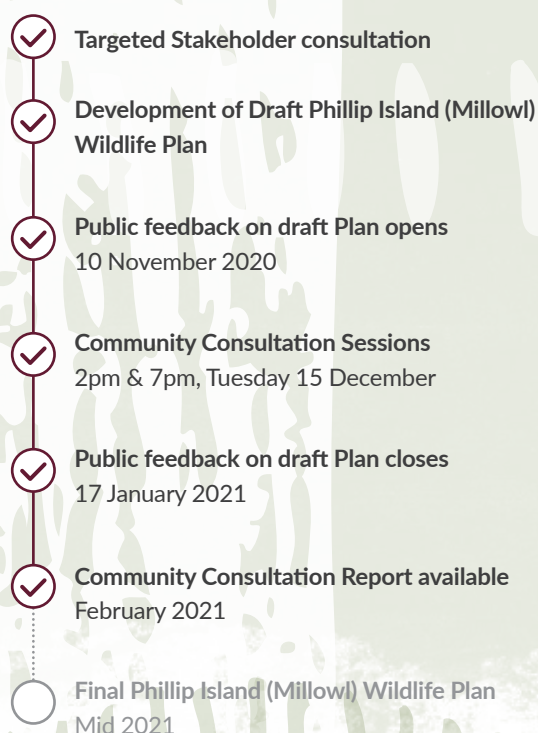 Targeted Stakeholder consultation
Development of Draft Phillip Island (Millowl)
Wildlife Plan
Public feedback on draft Plan opens
10 November 2020
Community Consultation Sessions
2pm & 7pm, Tuesday 15 December
Public feedback on draft Plan closes
17 January 2021
Community Consultation Report available
February 2021
Final Phillip Island (Millowl) Wildlife Plan
Mid 2021